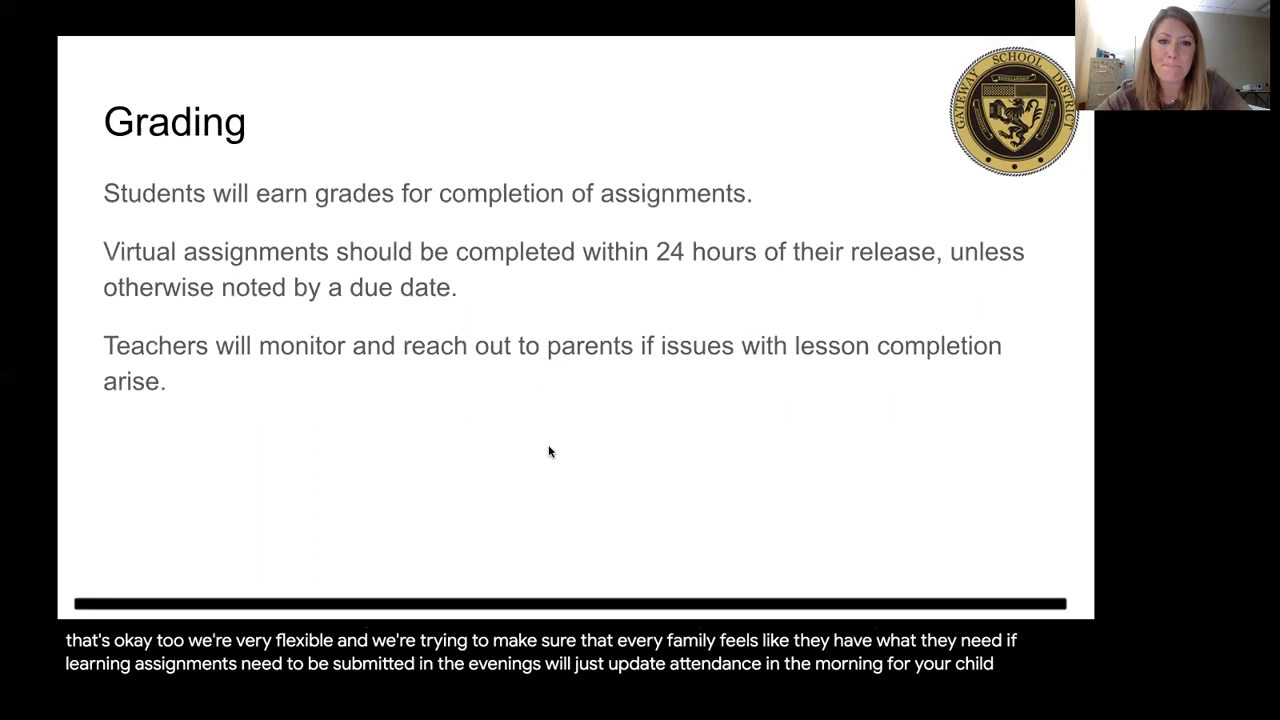 GATEWAY SCHOOL DISTRICT
SCHOLARSHIP
Grading
Students will earn grades for completion of assignments.
Virtual assignments should be completed within 24 hours of their release, unless
otherwise noted by a due date.
Teachers will monitor and reach out to parents if issues with lesson completion
arise.
that's okay too we're very flexible and we're trying to make sure that every family feels like they have what they need if
learning assignments need to be submitted in the evenings will just update attendance in the morning for your child